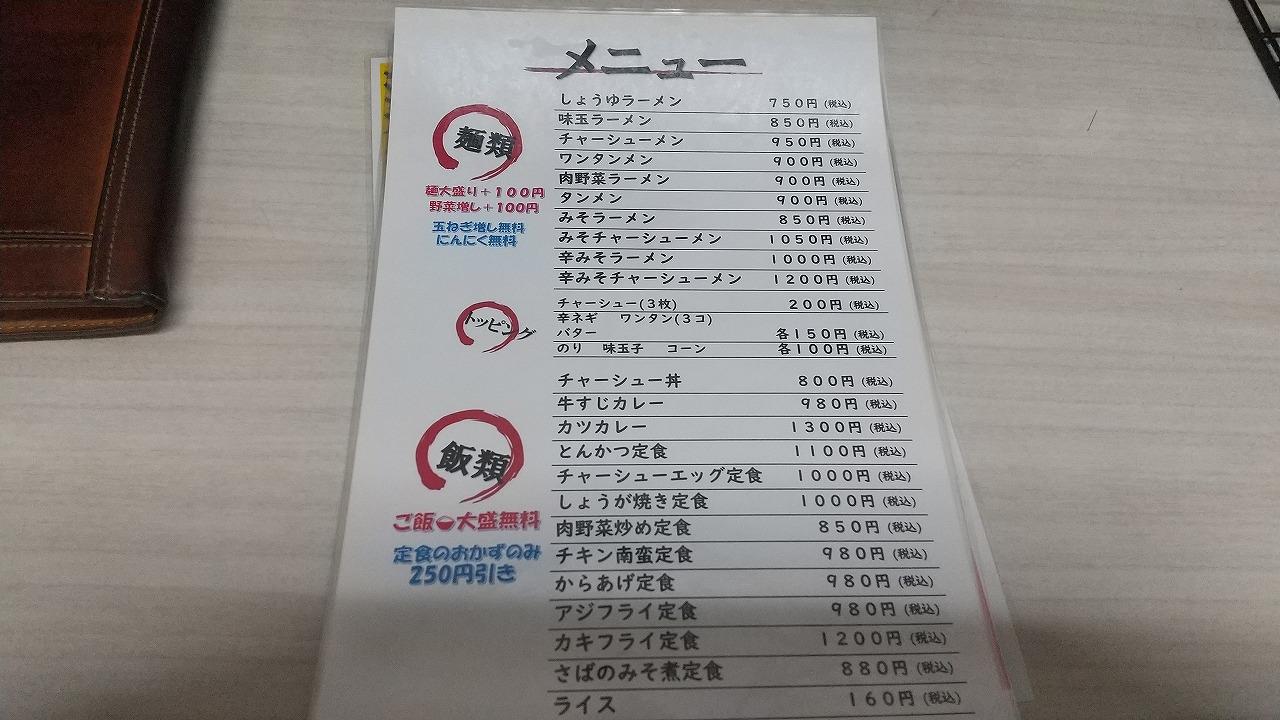 メニュー
麺類
麺大盛り＋１００円
野菜増し＋１００円
玉ねぎ増し無料
にんにく無料
しょうゆラーメン ７５０円(税込)
味玉ラーメン ８５０円(税込)
チャーシューメン ９５０円(税込)
ワンタンメン ９００円(税込)
肉野菜ラーメン ９００円(税込)
タンメン ９００円(税込)
みそラーメン ８５０円(税込)
みそチャーシューメン １０５０円(税込)
辛みそラーメン １０００円(税込)
辛みそチャーシューメン １２００円(税込)
トッピング
チャーシュー(３枚) ２００円(税込)
辛ネギ ワンタン(３コ)
バター 各１５０円(税込)
のり 味玉子 コーン 各１００円(税込)
飯類
ご飯大盛無料
定食のおかずのみ
250円引き
チャーシュー丼 ８００円(税込)
牛すじカレー ９８０円(税込)
カツカレー １３００円(税込)
とんかつ定食 １１００円(税込)
チャーシューエッグ定食 １０００円(税込)
しょうが焼き定食 １０００円(税込)
肉野菜炒め定食 ８５０円(税込)
チキン南蛮定食 ９８０円(税込)
からあげ定食 ９８０円(税込)
アジフライ定食 ９８０円(税込)
カキフライ定食 １２００円(税込)
さばのみそ煮定食 ８８０円(税込)
ライス １６０円(税込)